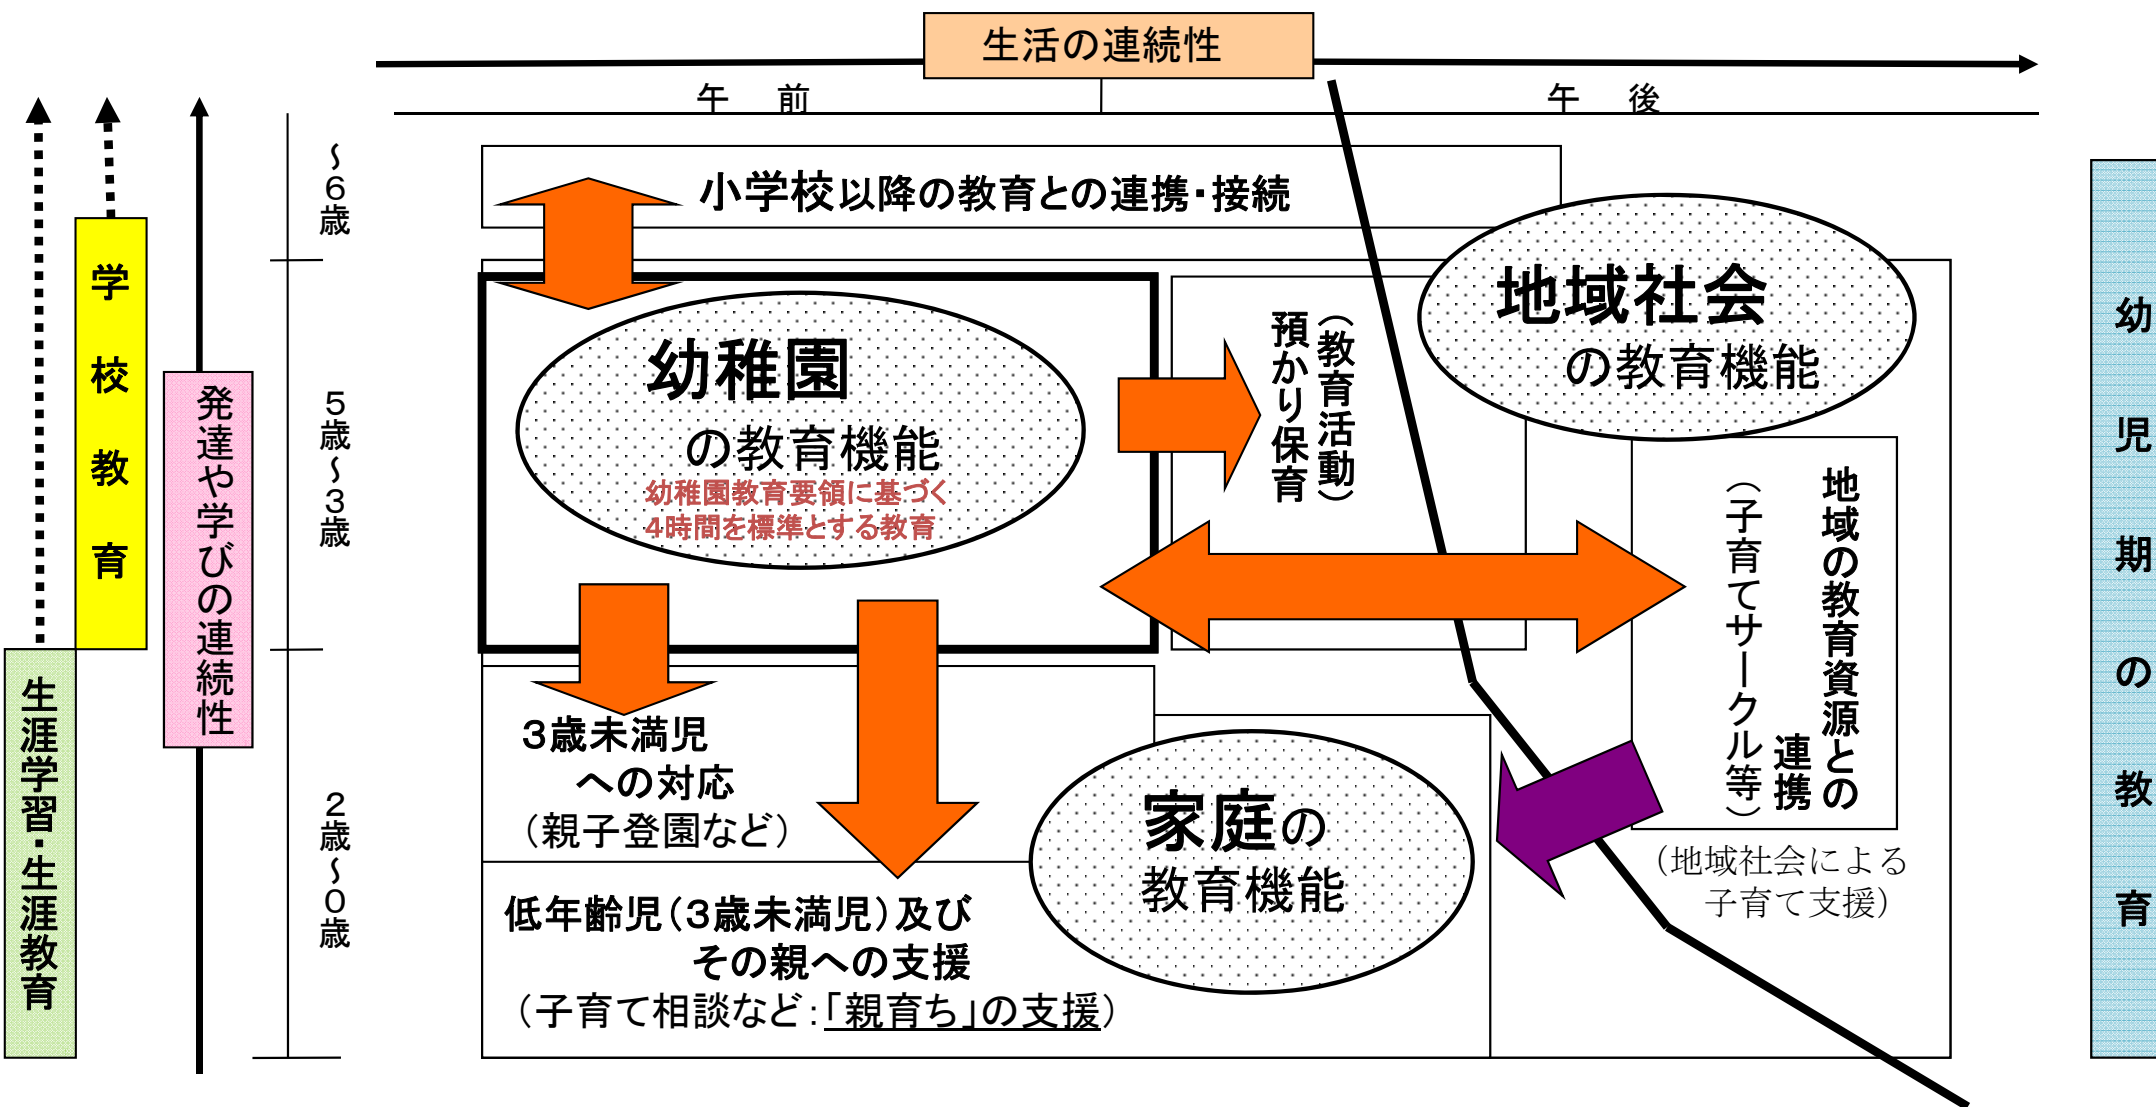 生活の連続性
午　前
午　後
～6歳
5歳～3歳
2歳～0歳
学校教育
発達や学びの連続性
生涯学習・生涯教育
小学校以降の教育との連携・接続
幼稚園
の教育機能
幼稚園教育要領に基づく
4時間を標準とする教育
(教育活動)
預かり保育
地域社会
の教育機能
地域の教育資源との
連携
(子育てサークル等)
(地域社会による
子育て支援)
3歳未満児
への対応
(親子登園など)
家庭の
教育機能
低年齢児(3歳未満児)及び
その親への支援
(子育て相談など:「親育ち」の支援)
幼児期の教育